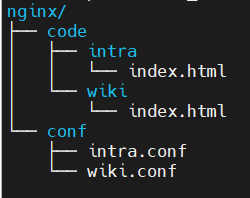 nginx/
├── code
│   ├── intra
│   │   └── index.html
│   └── wiki
│       └── index.html
└── conf
    ├── intra.conf
    └── wiki.conf